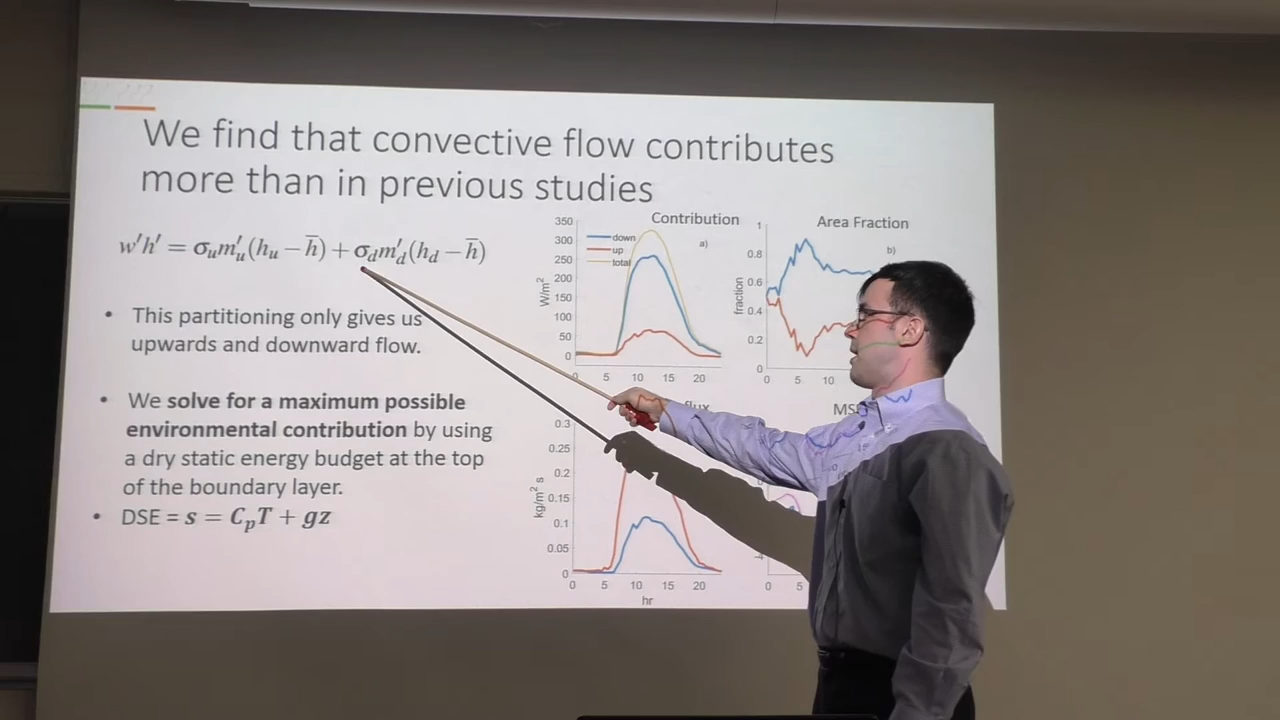 We find that convective flow contributes
more than in previous studies
w'h' = σ_u m'_u (h_u − h̅) + σ_d m'_d (h_d − h̅)
• This partitioning only gives us
upwards and downward flow.
• We solve for a maximum possible
environmental contribution by using
a dry static energy budget at the top
of the boundary layer.
• DSE = s = C_pT + gz
Contribution
350
300
250
200
150
100
50
0
W/m²
down
up
total
a)
0 5 10 15 20
Area Fraction
1
0.8
0.6
0.4
0.2
0
fraction
b)
0 5 10
flux
0.3
0.25
0.2
0.15
0.1
0.05
0
kg/m² s
0 5 10 15 20
hr
MS
-4
0 5